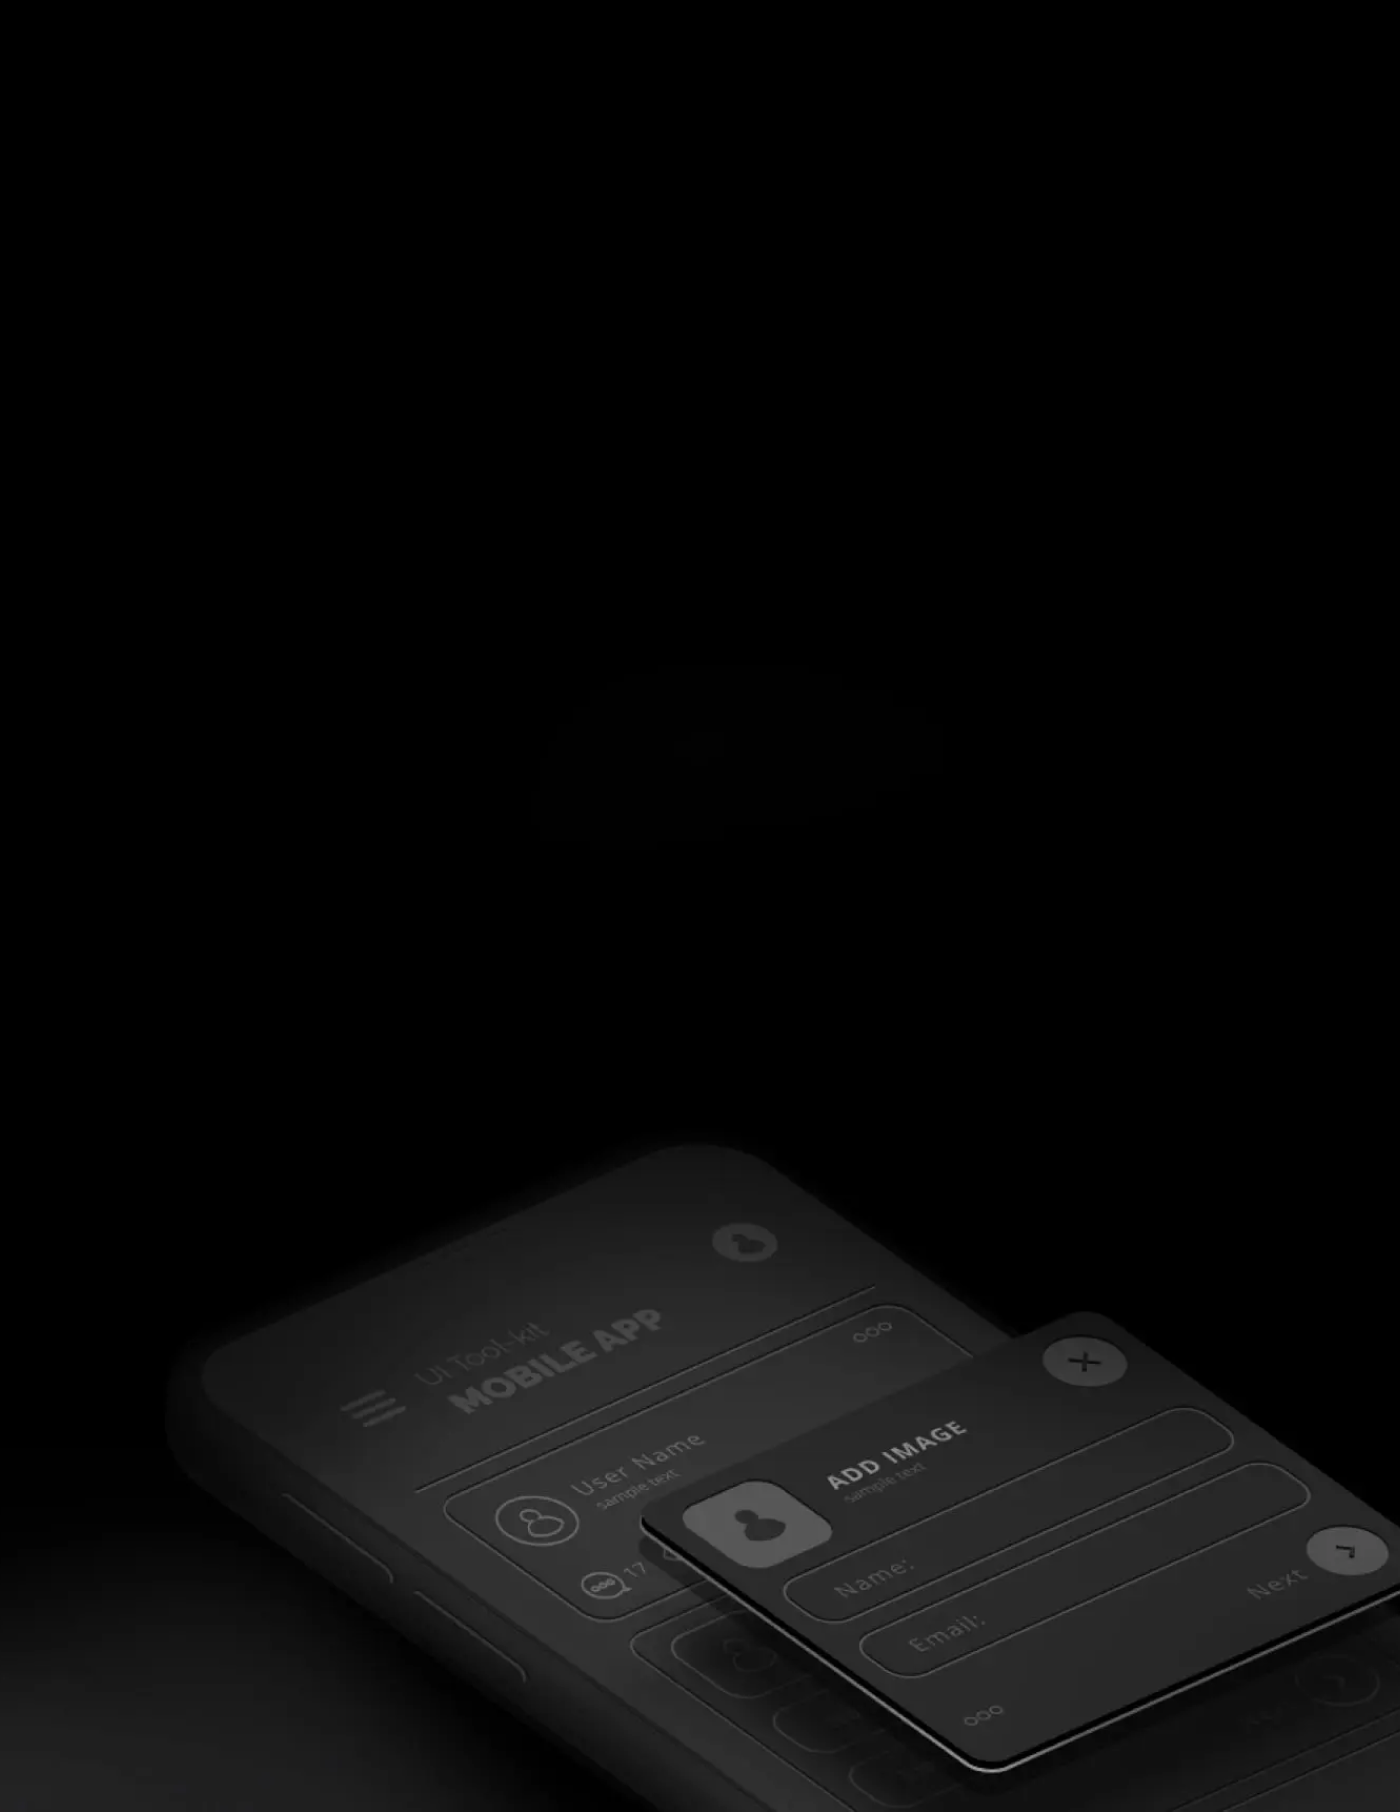 UI Tool-kit
MOBILE APP
User Name
sample text
17
ADD IMAGE
sample text
Name:
Email:
Next